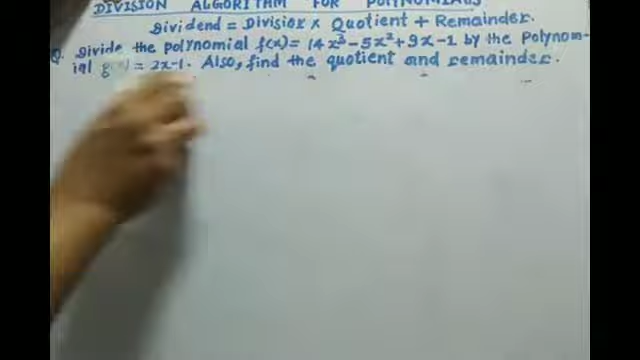 DIVISION ALGORITHM FOR POLYNOMIALS
Dividend = Divisior × Quotient + Remainder.
Q. Divide the polynomial f(x) = 14x³ - 5x² + 9x - 1 by the polynom-
ial g(x) = 2x-1. Also, find the quotient and remainder.